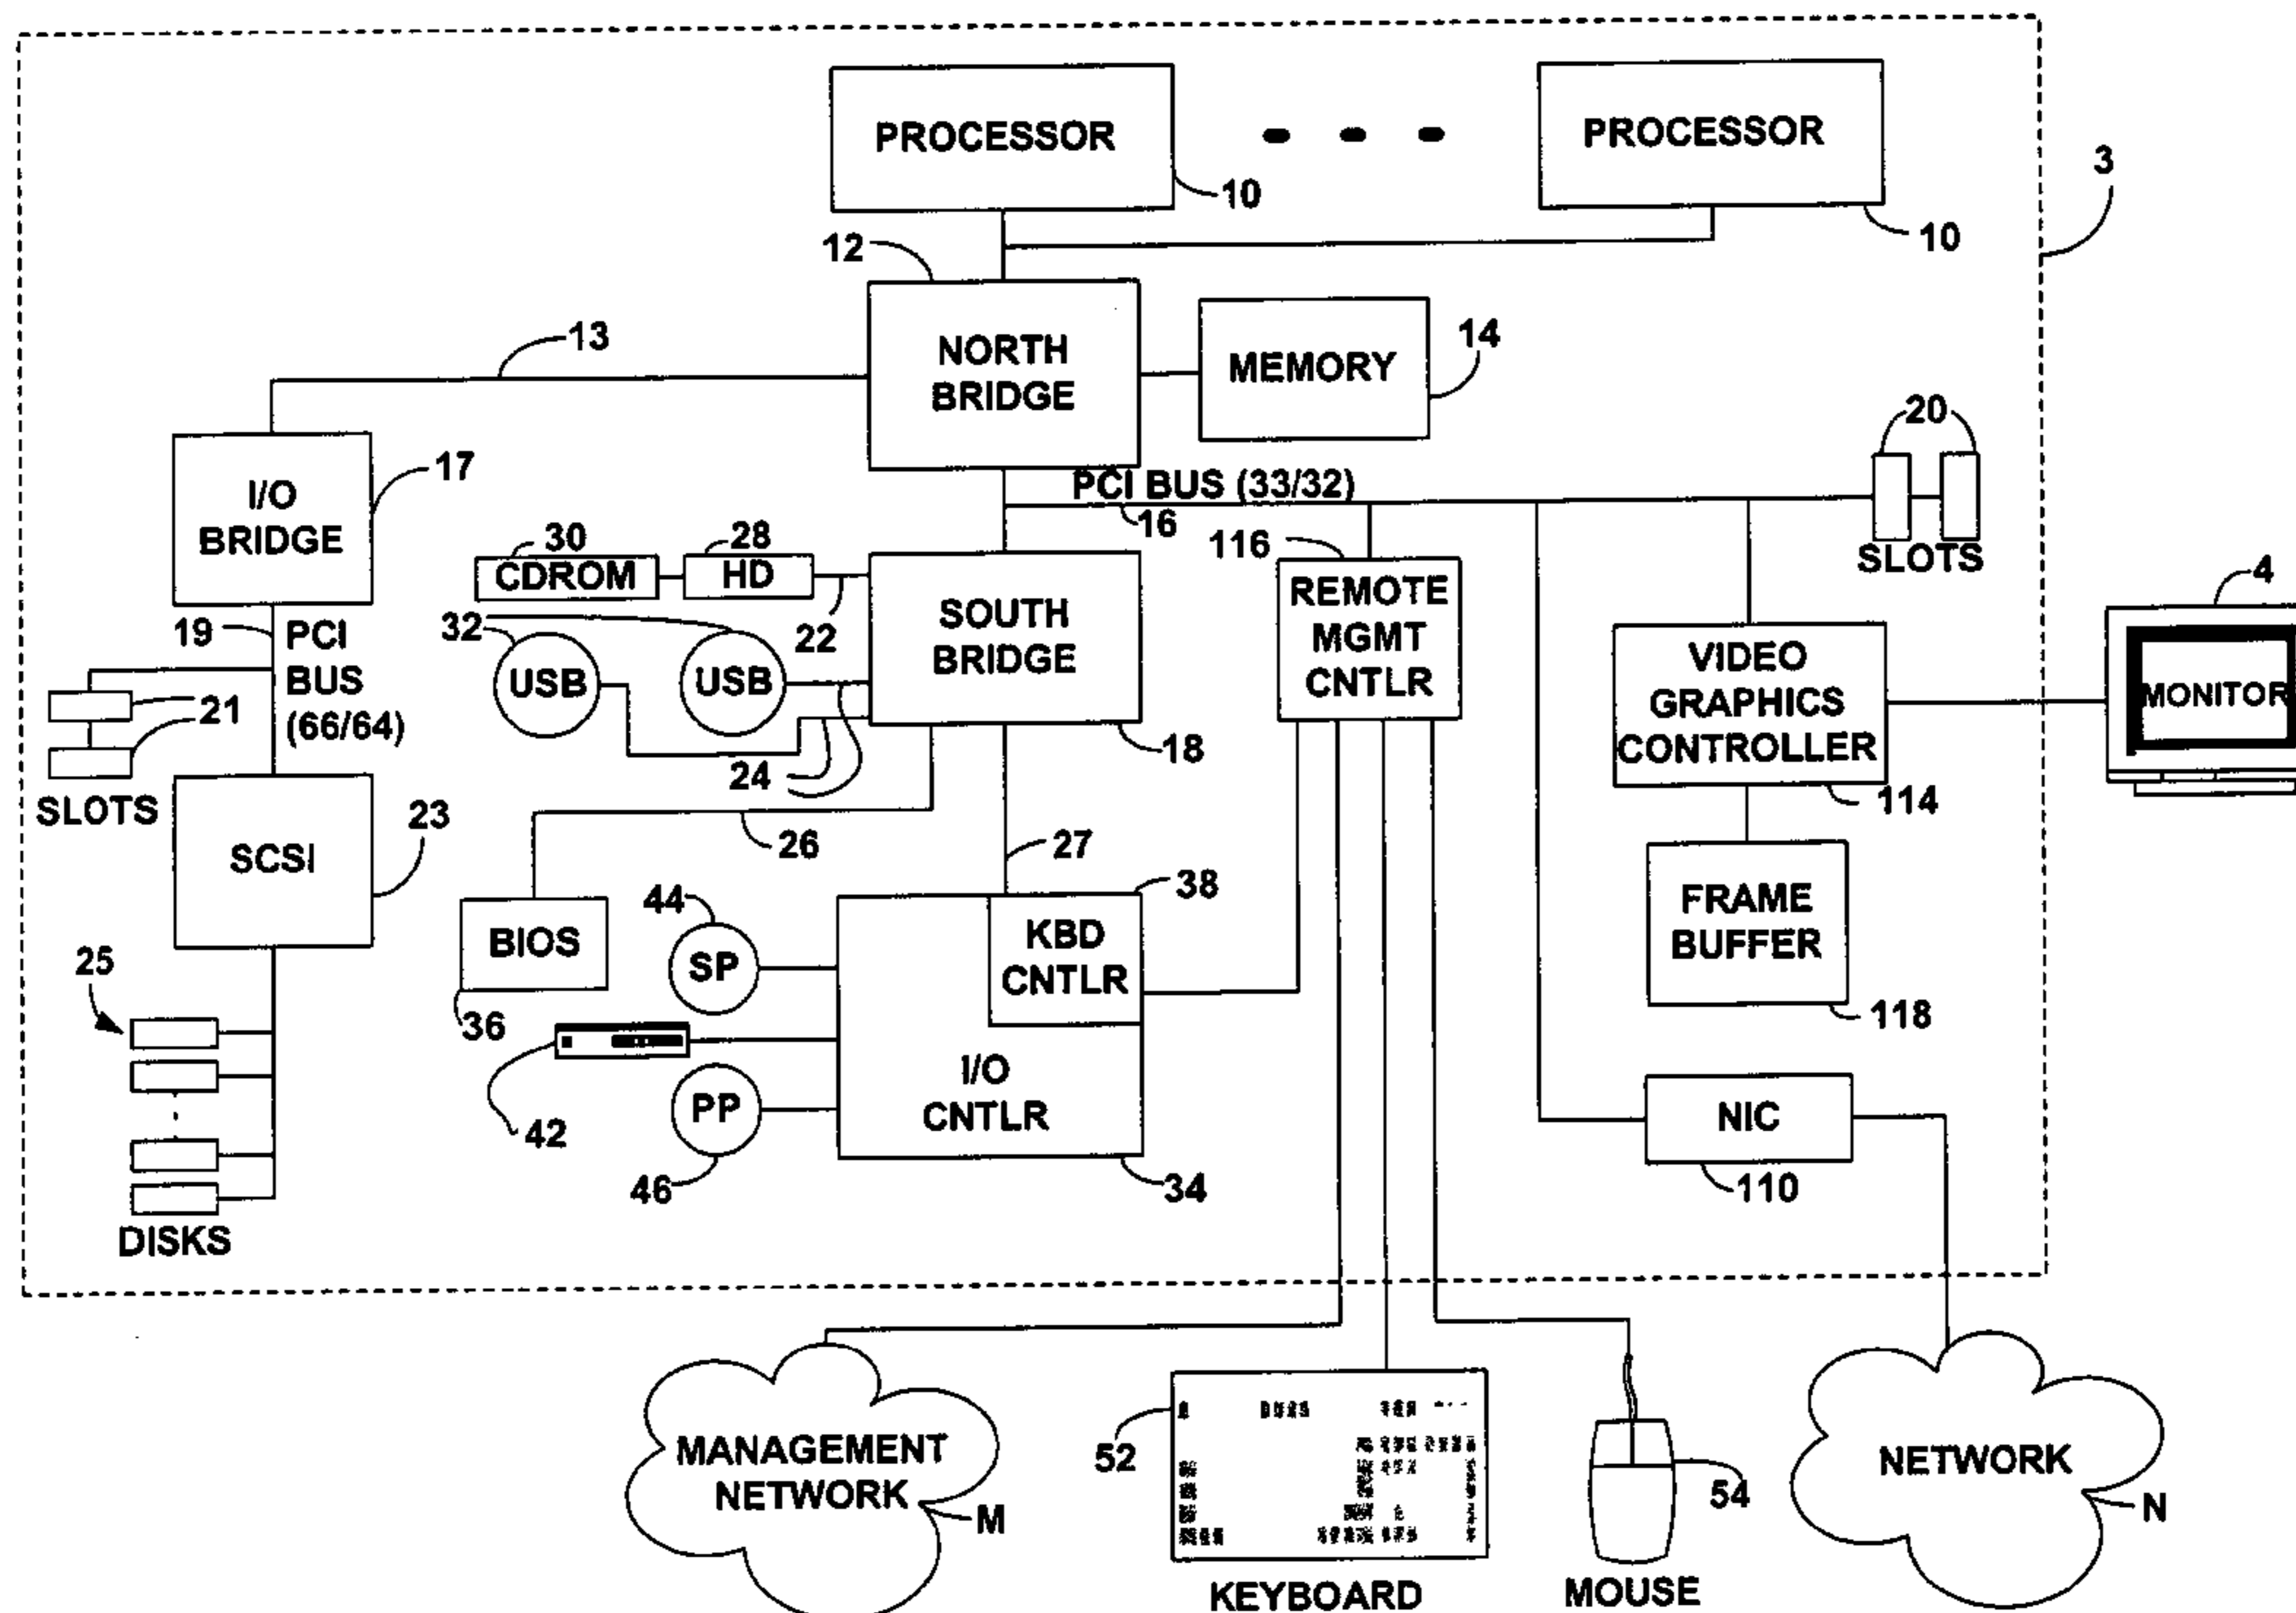 PROCESSOR
10
PROCESSOR
10
3
12
NORTH
BRIDGE
MEMORY
14
13
I/O
BRIDGE
17
PCI BUS (33/32)
16
20
SLOTS
30
CDROM
28
HD
22
32
USB
USB
24
SOUTH
BRIDGE
18
116
REMOTE
MGMT
CNTLR
VIDEO
GRAPHICS
CONTROLLER
114
4
MONITOR
19
PCI
BUS
(66/64)
21
SLOTS
SCSI
23
26
27
FRAME
BUFFER
118
BIOS
36
44
SP
38
KBD
CNTLR
25
42
I/O
CNTLR
34
PP
46
NIC
110
DISKS
MANAGEMENT
NETWORK
M
52
KEYBOARD
54
MOUSE
NETWORK
N